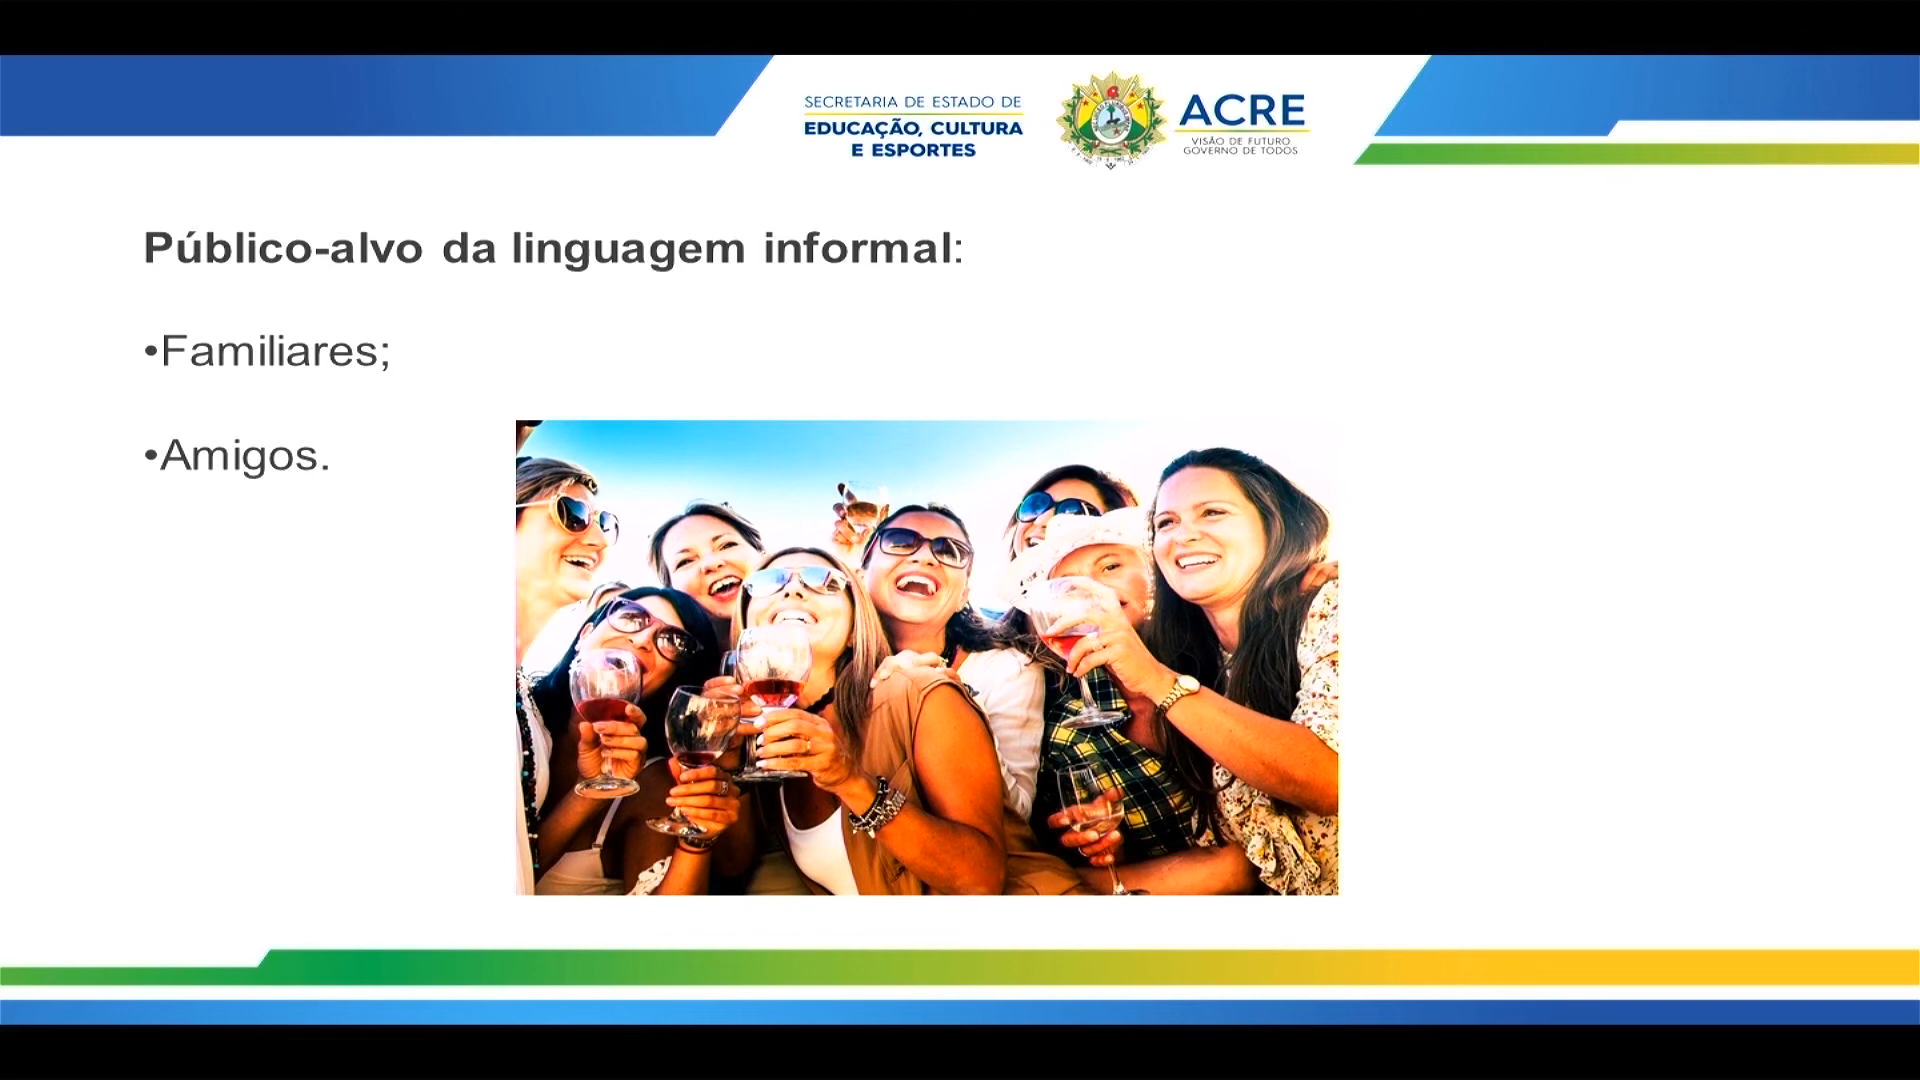 SECRETARIA DE ESTADO DE
EDUCAÇÃO, CULTURA
E ESPORTES
ACRE
VISÃO DE FUTURO
GOVERNO DE TODOS
Público-alvo da linguagem informal:
•Familiares;
•Amigos.